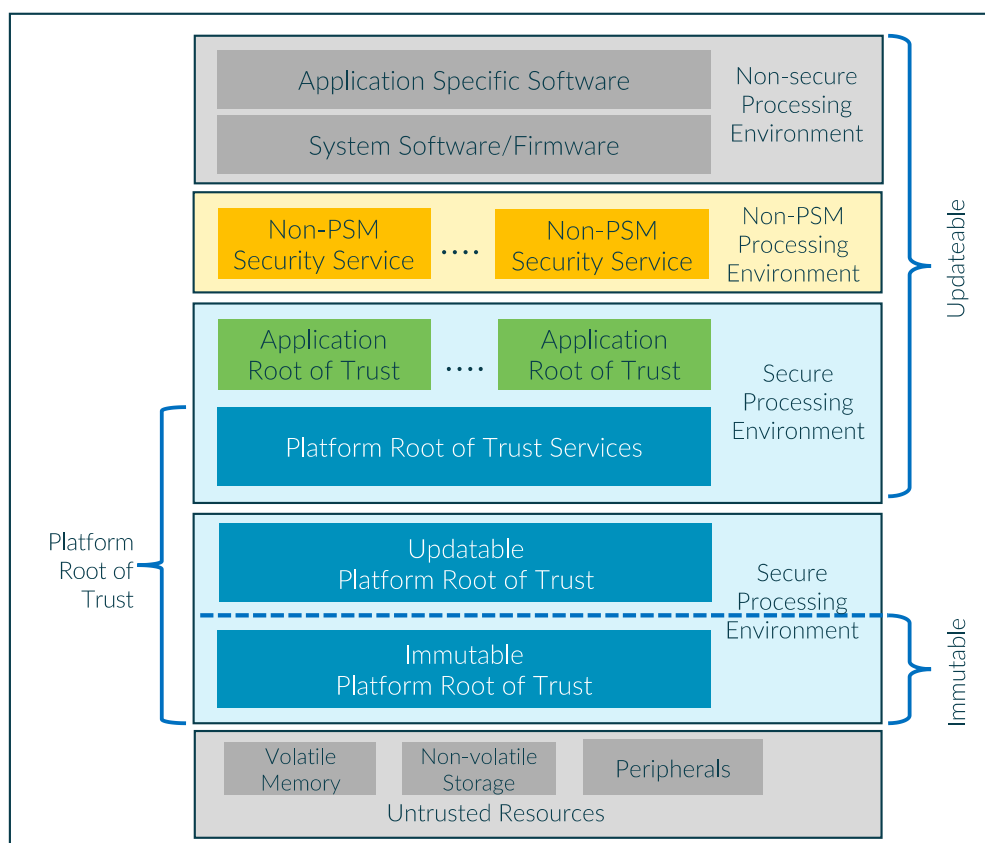 Application Specific Software
System Software/Firmware
Non-secure
Processing
Environment
Non-PSM
Security Service
....
Non-PSM
Security Service
Non-PSM
Processing
Environment
Updateable
Application
Root of Trust
....
Application
Root of Trust
Platform Root of Trust Services
Secure
Processing
Environment
Platform
Root of
Trust
Updatable
Platform Root of Trust
Immutable
Platform Root of Trust
Secure
Processing
Environment
Immutable
Volatile
Memory
Non-volatile
Storage
Peripherals
Untrusted Resources